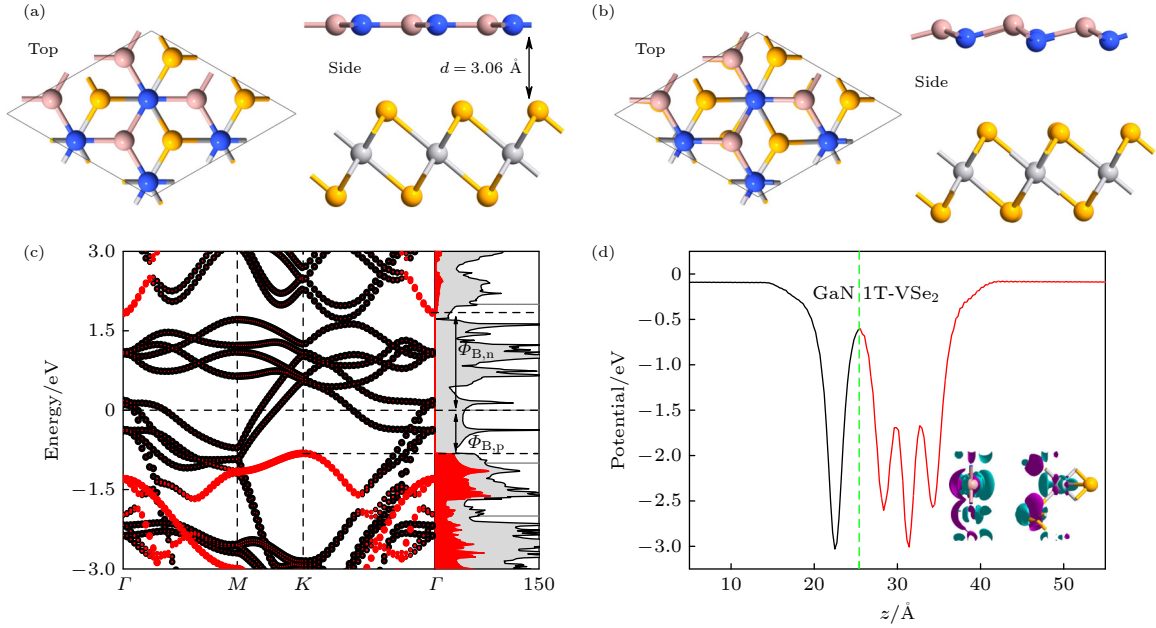 (a)
Top
Side
d = 3.06 Å
(b)
Top
Side
(c)
3.0
1.5
0
−1.5
−3.0
Energy/eV
ΦB,n
ΦB,p
Γ
M
K
Γ
150
(d)
0
−0.5
−1.0
−1.5
−2.0
−2.5
−3.0
Potential/eV
GaN 1T-VSe₂
10
20
30
40
50
z/Å